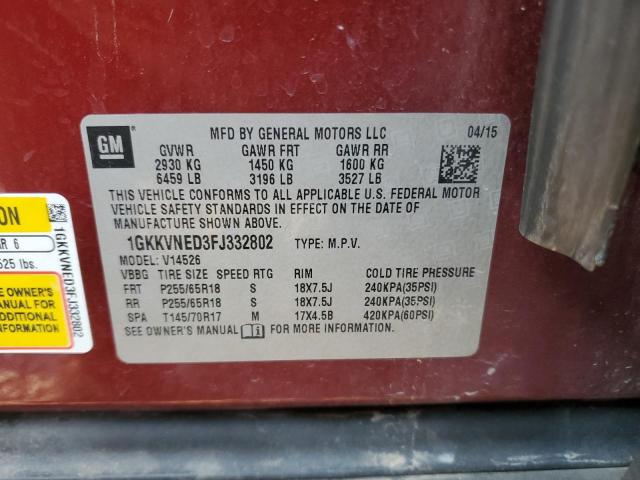 GM
MFD BY GENERAL MOTORS LLC 04/15
GVWR GAWR FRT GAWR RR
2930 KG 1450 KG 1600 KG
6459 LB 3196 LB 3527 LB
THIS VEHICLE CONFORMS TO ALL APPLICABLE U.S. FEDERAL MOTOR
VEHICLE SAFETY STANDARDS IN EFFECT ON THE DATE OF
MANUFACTURE SHOWN ABOVE.
1GKKVNED3FJ332802 TYPE: M.P.V.
MODEL: V14526
VBBG TIRE SIZE SPEED RTG RIM COLD TIRE PRESSURE
FRT P255/65R18 S 18X7.5J 240KPA(35PSI)
RR P255/65R18 S 18X7.5J 240KPA(35PSI)
SPA T145/70R17 M 17X4.5B 420KPA(60PSI)
SEE OWNER'S MANUAL FOR MORE INFORMATION.
ON
R 6
525 lbs.
E OWNER'S
MANUAL FOR
ADDITIONAL
FORMATION
1GKKVNED3FJ332802